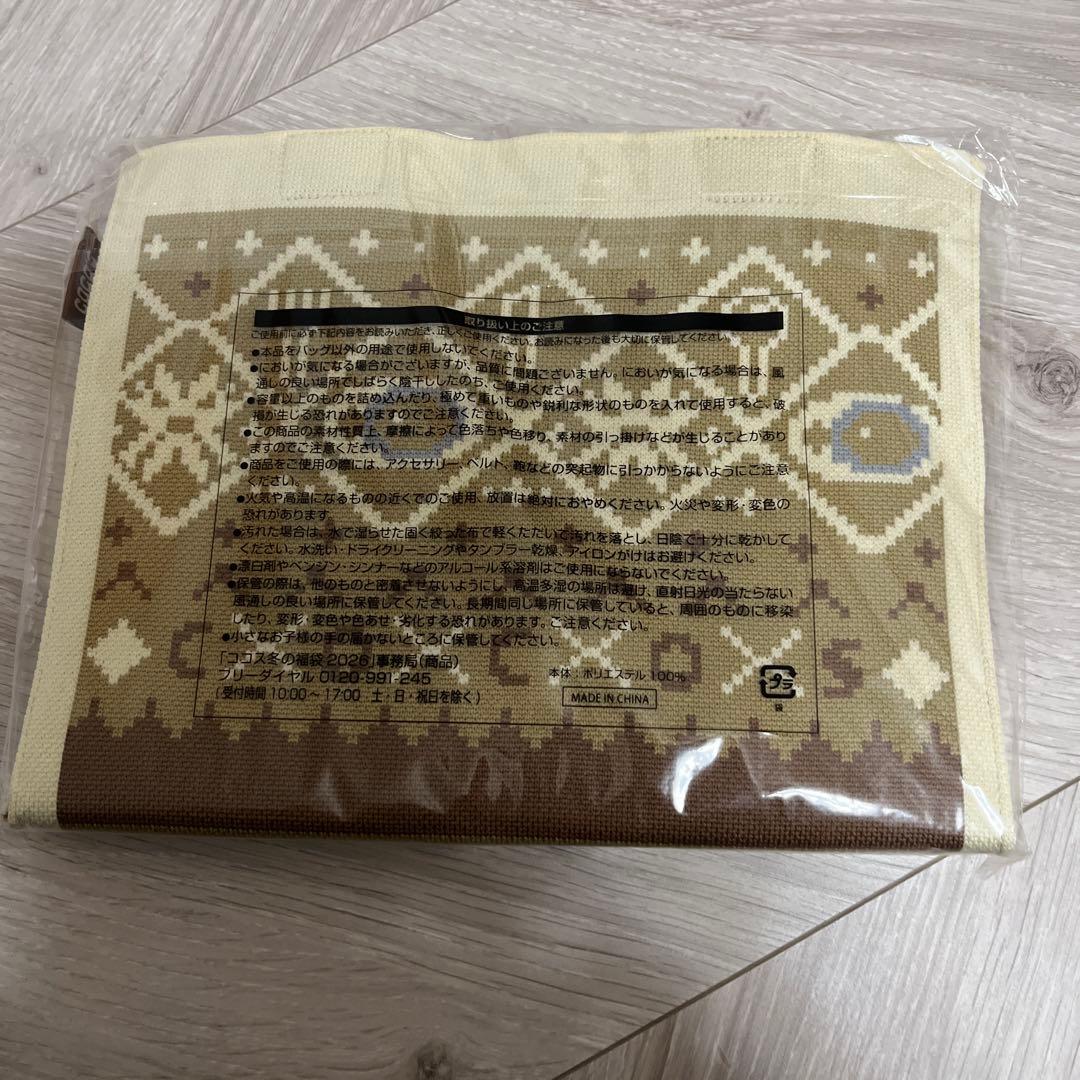 COCO'S
取り扱い上のご注意
ご使用前に必ず下記内容をお読みいただき、正しくご使用ください。お読みになった後も大切に保管してください。
●本品をバッグ以外の用途で使用しないでください。
●においが気になる場合がございますが、品質に問題ございません。においが気になる場合は、風
通しの良い場所でしばらく陰干ししたのち、ご使用ください。
●容量以上のものを詰め込んだり、極めて重いものや鋭利な形状のものを入れて使用すると、破
損が生じる恐れがありますのでご注意ください。
●この商品の素材性質上、摩擦によって色落ちや色移り、素材の引っ掛けなどが生じることがあり
ますのでご注意ください。
●商品をご使用の際には、アクセサリー、ベルト、鞄などの突起物に引っかからないようにご注意
ください。
●火気や高温になるものの近くでのご使用、放置は絶対におやめください。火災や変形・変色の
恐れがあります。
●汚れた場合は、水で湿らせた固く絞った布で軽くたたいて汚れを落とし、日陰で十分に乾かして
ください。水洗い・ドライクリーニングやタンブラー乾燥、アイロンがけはお避けください。
●漂白剤やベンジン・シンナーなどのアルコール系溶剤はご使用にならないでください。
●保管の際は、他のものと密着させないようにし、高温多湿の場所は避け、直射日光の当たらない
風通しの良い場所に保管してください。長期間同じ場所に保管していると、周囲のものに移染
したり、変形・変色や色あせ・劣化する恐れがあります。ご注意ください。
●小さなお子様の手の届かないところに保管してください。
「ココス冬の福袋 2026」事務局(商品)
フリーダイヤル 0120-991-245
(受付時間 10:00～17:00 土・日・祝日を除く)
本体：ポリエステル 100%
MADE IN CHINA
プラ
袋
COCOS